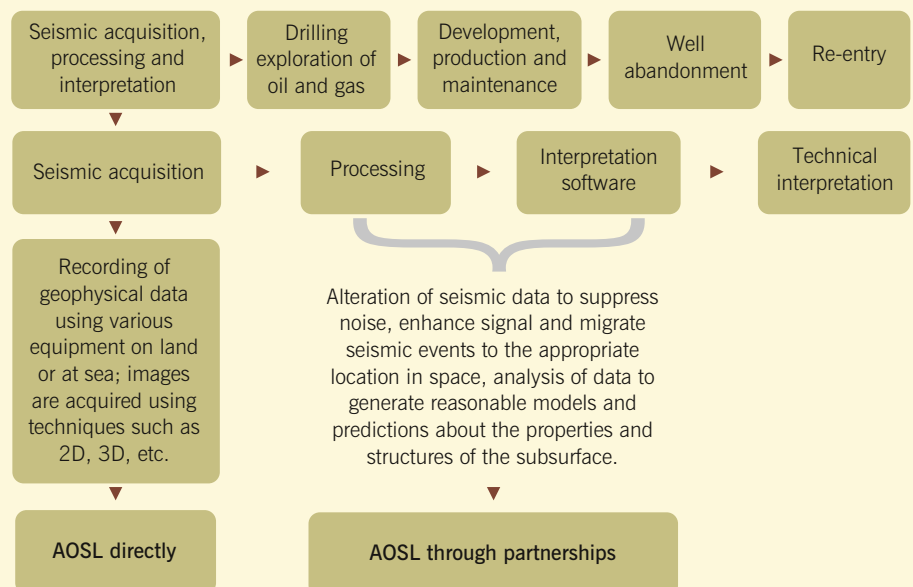 Seismic acquisition,
processing and
interpretation
Drilling
exploration of
oil and gas
Development,
production and
maintenance
Well
abandonment
Re-entry
Seismic acquisition
Processing
Interpretation
software
Technical
interpretation
Recording of
geophysical data
using various
equipment on land
or at sea; images
are acquired using
techniques such as
2D, 3D, etc.
Alteration of seismic data to suppress
noise, enhance signal and migrate
seismic events to the appropriate
location in space, analysis of data to
generate reasonable models and
predictions about the properties and
structures of the subsurface.
AOSL directly
AOSL through partnerships